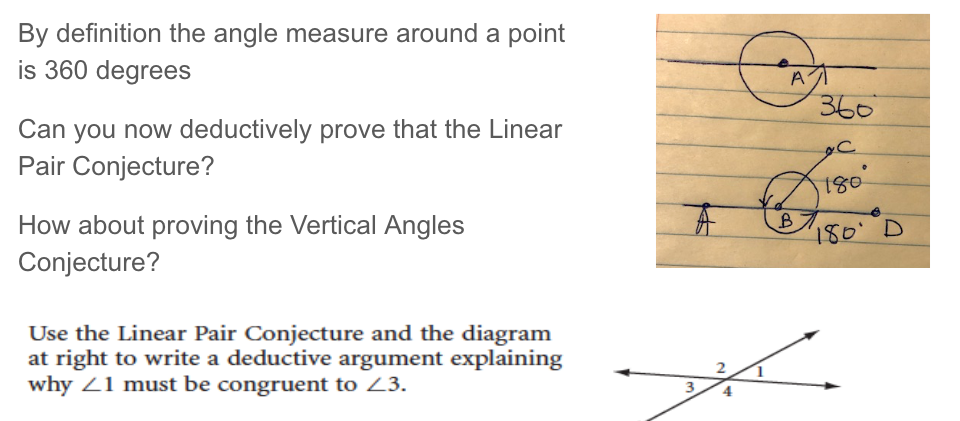 By definition the angle measure around a point
is 360 degrees
Can you now deductively prove that the Linear
Pair Conjecture?
How about proving the Vertical Angles
Conjecture?
A
360°
C
180°
A
B
180° D
Use the Linear Pair Conjecture and the diagram
at right to write a deductive argument explaining
why ∠1 must be congruent to ∠3.
2
1
3
4